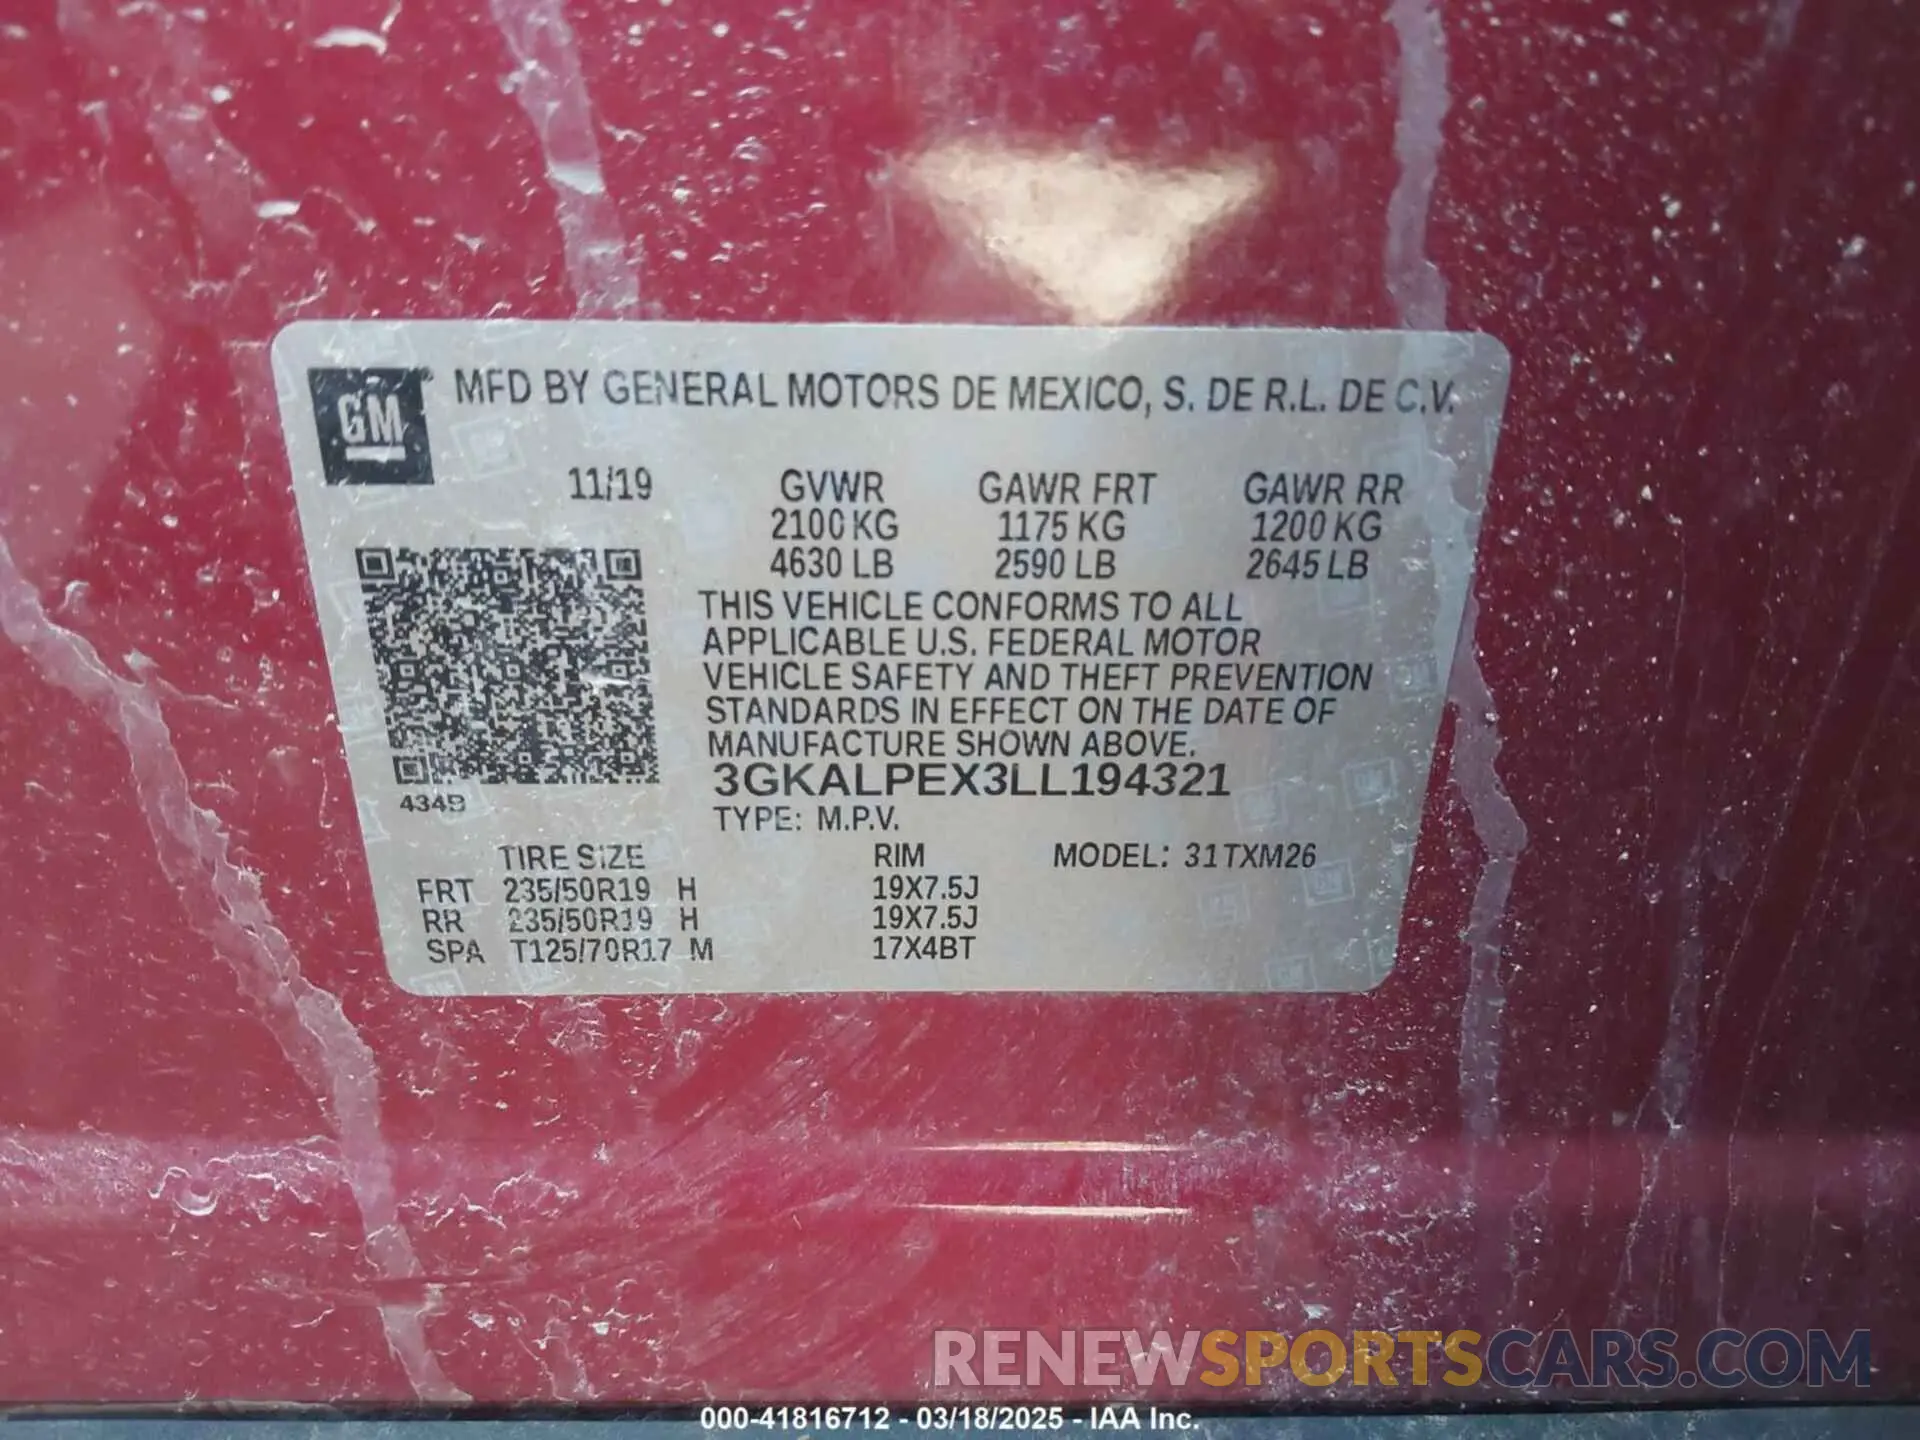 GM® MFD BY GENERAL MOTORS DE MEXICO, S. DE R.L. DE C.V.
11/19 GVWR GAWR FRT GAWR RR
2100 KG 1175 KG 1200 KG
4630 LB 2590 LB 2645 LB
THIS VEHICLE CONFORMS TO ALL
APPLICABLE U.S. FEDERAL MOTOR
VEHICLE SAFETY AND THEFT PREVENTION
STANDARDS IN EFFECT ON THE DATE OF
MANUFACTURE SHOWN ABOVE.
3GKALPEX3LL194321
434B
TYPE: M.P.V.
TIRE SIZE RIM MODEL: 31TXM26
FRT 235/50R19 H 19X7.5J
RR 235/50R19 H 19X7.5J
SPA T125/70R17 M 17X4BT
RENEWSPORTSCARS.COM
000-41816712 - 03/18/2025 - IAA Inc.